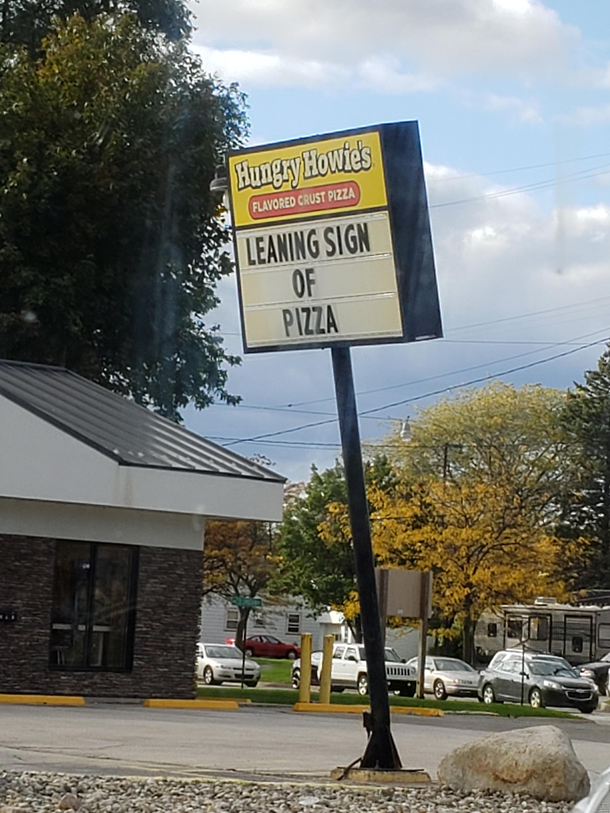 Hungry Howie's
FLAVORED CRUST PIZZA
LEANING SIGN
OF
PIZZA